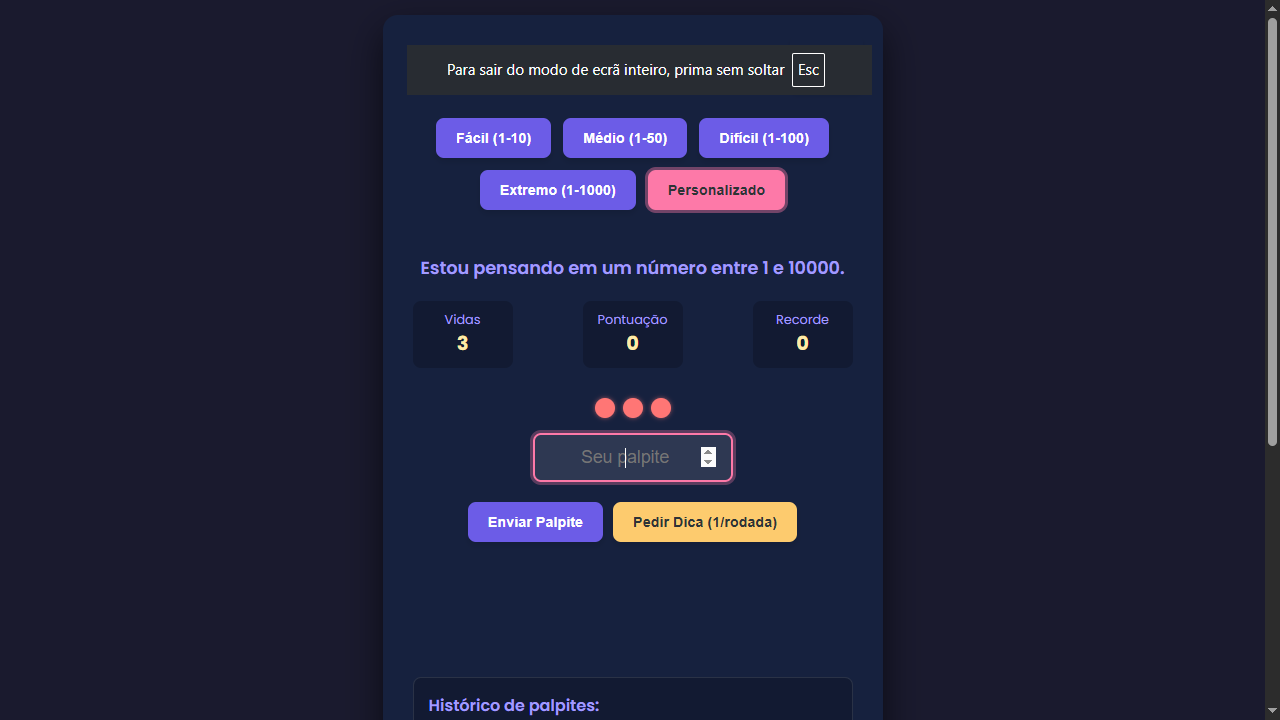 Para sair do modo de ecrã inteiro, prima sem soltar Esc
Fácil (1-10) Médio (1-50) Difícil (1-100)
Extremo (1-1000) Personalizado
Estou pensando em um número entre 1 e 10000.
Vidas Pontuação Recorde
3 0 0
Seu palpite
Enviar Palpite Pedir Dica (1/rodada)
Histórico de palpites: